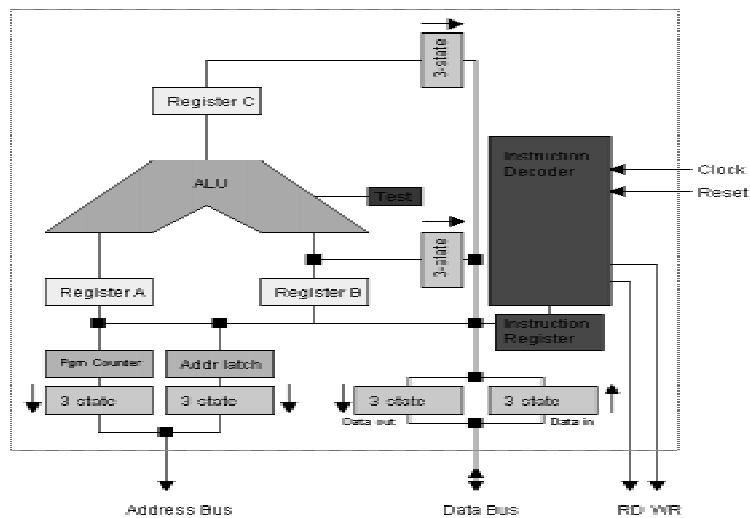 3-state
Register C
Instruction
Decoder
ALU
Clock
Test
Reset
3-state
Register A
Register B
Instruction
Register
Pgm Counter
Addr latch
3-state
3-state
3-state
3-state
Data out
Data in
Address Bus
Data Bus
RD WR